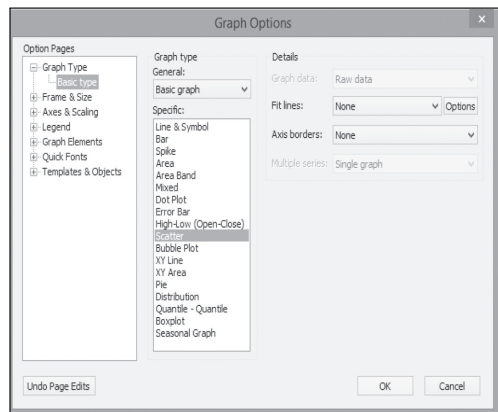 Graph Options
x
Option Pages
Graph Type
Basic type
Frame & Size
Axes & Scaling
Legend
Graph Elements
Quick Fonts
Templates & Objects
Graph type
General:
Basic graph
Specific:
Line & Symbol
Bar
Spike
Area
Area Band
Mixed
Dot Plot
Error Bar
High-Low (Open-Close)
Scatter
Bubble Plot
XY Line
XY Area
Pie
Distribution
Quantile - Quantile
Boxplot
Seasonal Graph
Details
Graph data: Raw data
Fit lines: None Options
Axis borders: None
Multiple series: Single graph
Undo Page Edits
OK Cancel